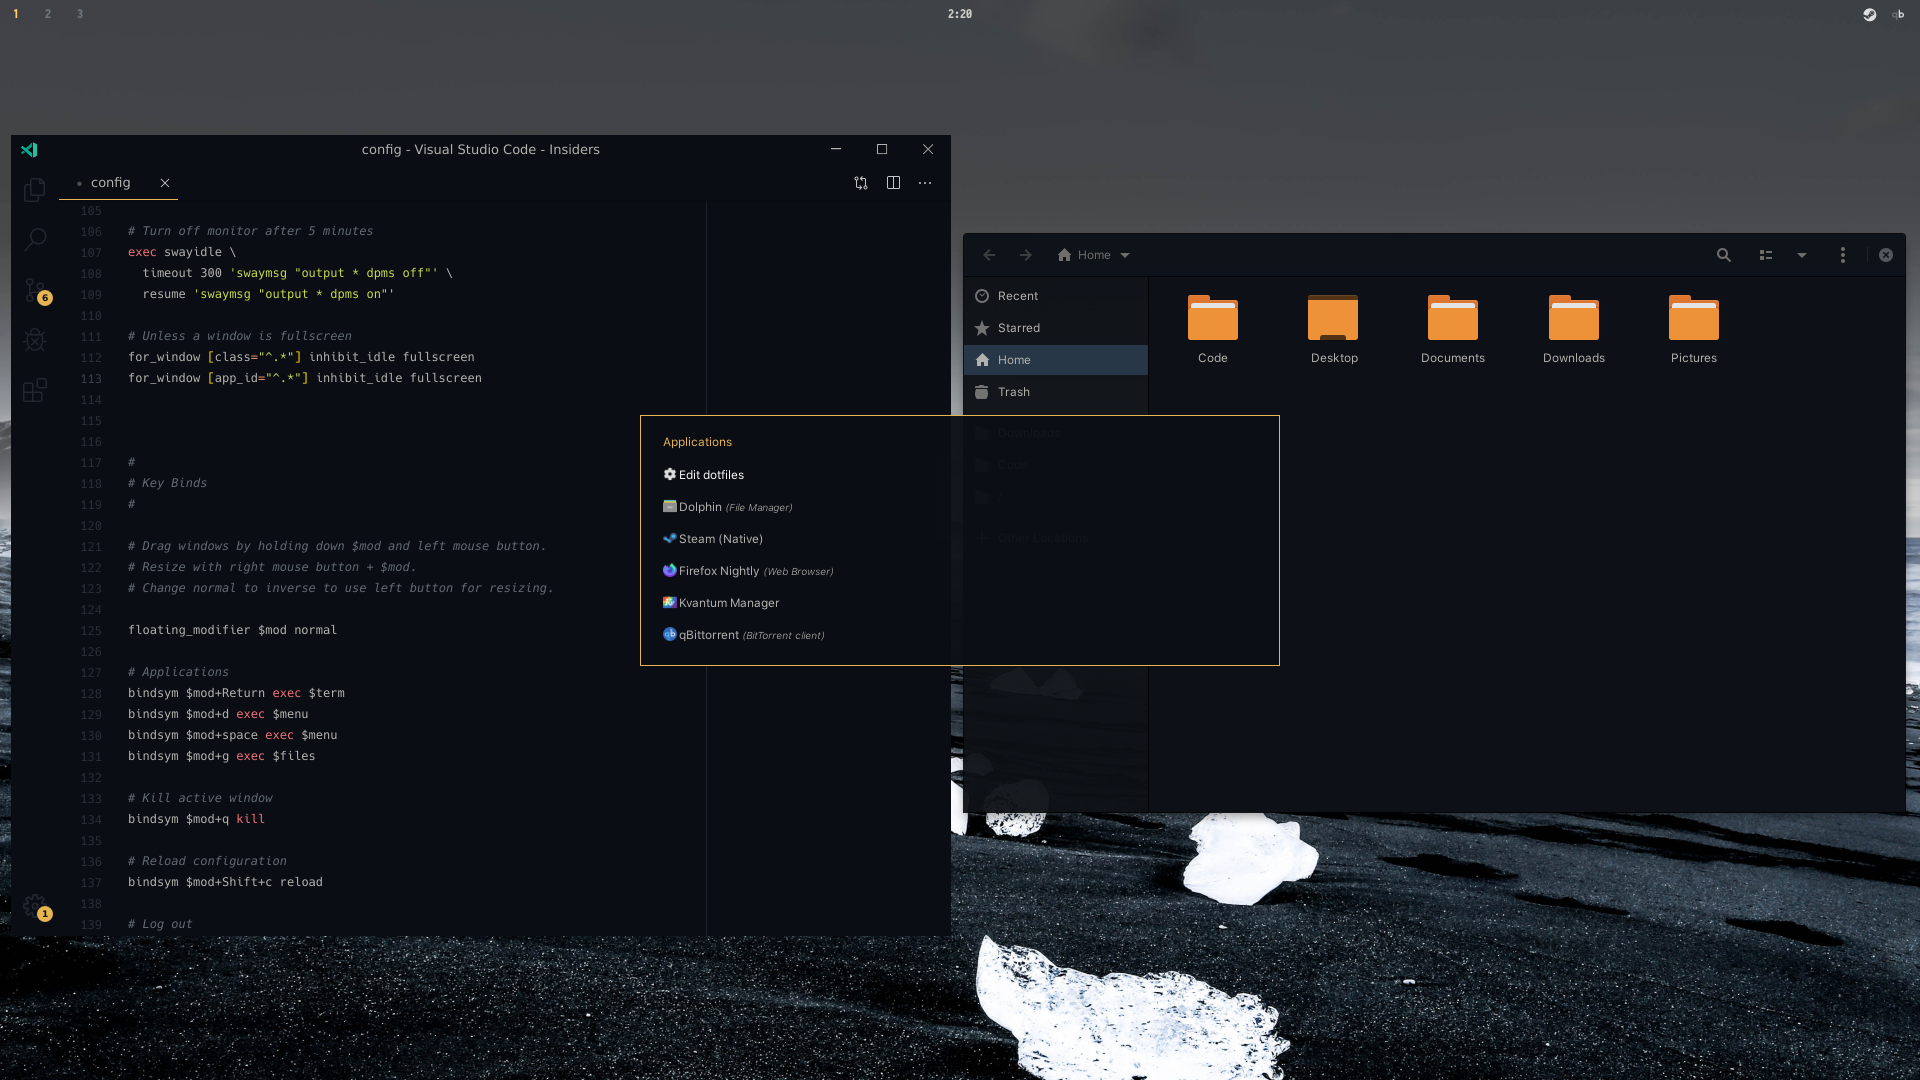 1 2 3
2:20
qb
config - Visual Studio Code - Insiders
config
105
106 # Turn off monitor after 5 minutes
107 exec swayidle \
108 timeout 300 'swaymsg "output * dpms off"' \
109 resume 'swaymsg "output * dpms on"'
110
111 # Unless a window is fullscreen
112 for_window [class="^.*"] inhibit_idle fullscreen
113 for_window [app_id="^.*"] inhibit_idle fullscreen
114
115
116
117 #
118 # Key Binds
119 #
120
121 # Drag windows by holding down $mod and left mouse button.
122 # Resize with right mouse button + $mod.
123 # Change normal to inverse to use left button for resizing.
124
125 floating_modifier $mod normal
126
127 # Applications
128 bindsym $mod+Return exec $term
129 bindsym $mod+d exec $menu
130 bindsym $mod+space exec $menu
131 bindsym $mod+g exec $files
132
133 # Kill active window
134 bindsym $mod+q kill
135
136 # Reload configuration
137 bindsym $mod+Shift+c reload
138
139 # Log out
6
1
Applications
Edit dotfiles
Dolphin (File Manager)
Steam (Native)
Firefox Nightly (Web Browser)
Kvantum Manager
qBittorrent (BitTorrent client)
Home
Recent
Starred
Home
Trash
Downloads
Code
/
Other Locations
Code
Desktop
Documents
Downloads
Pictures